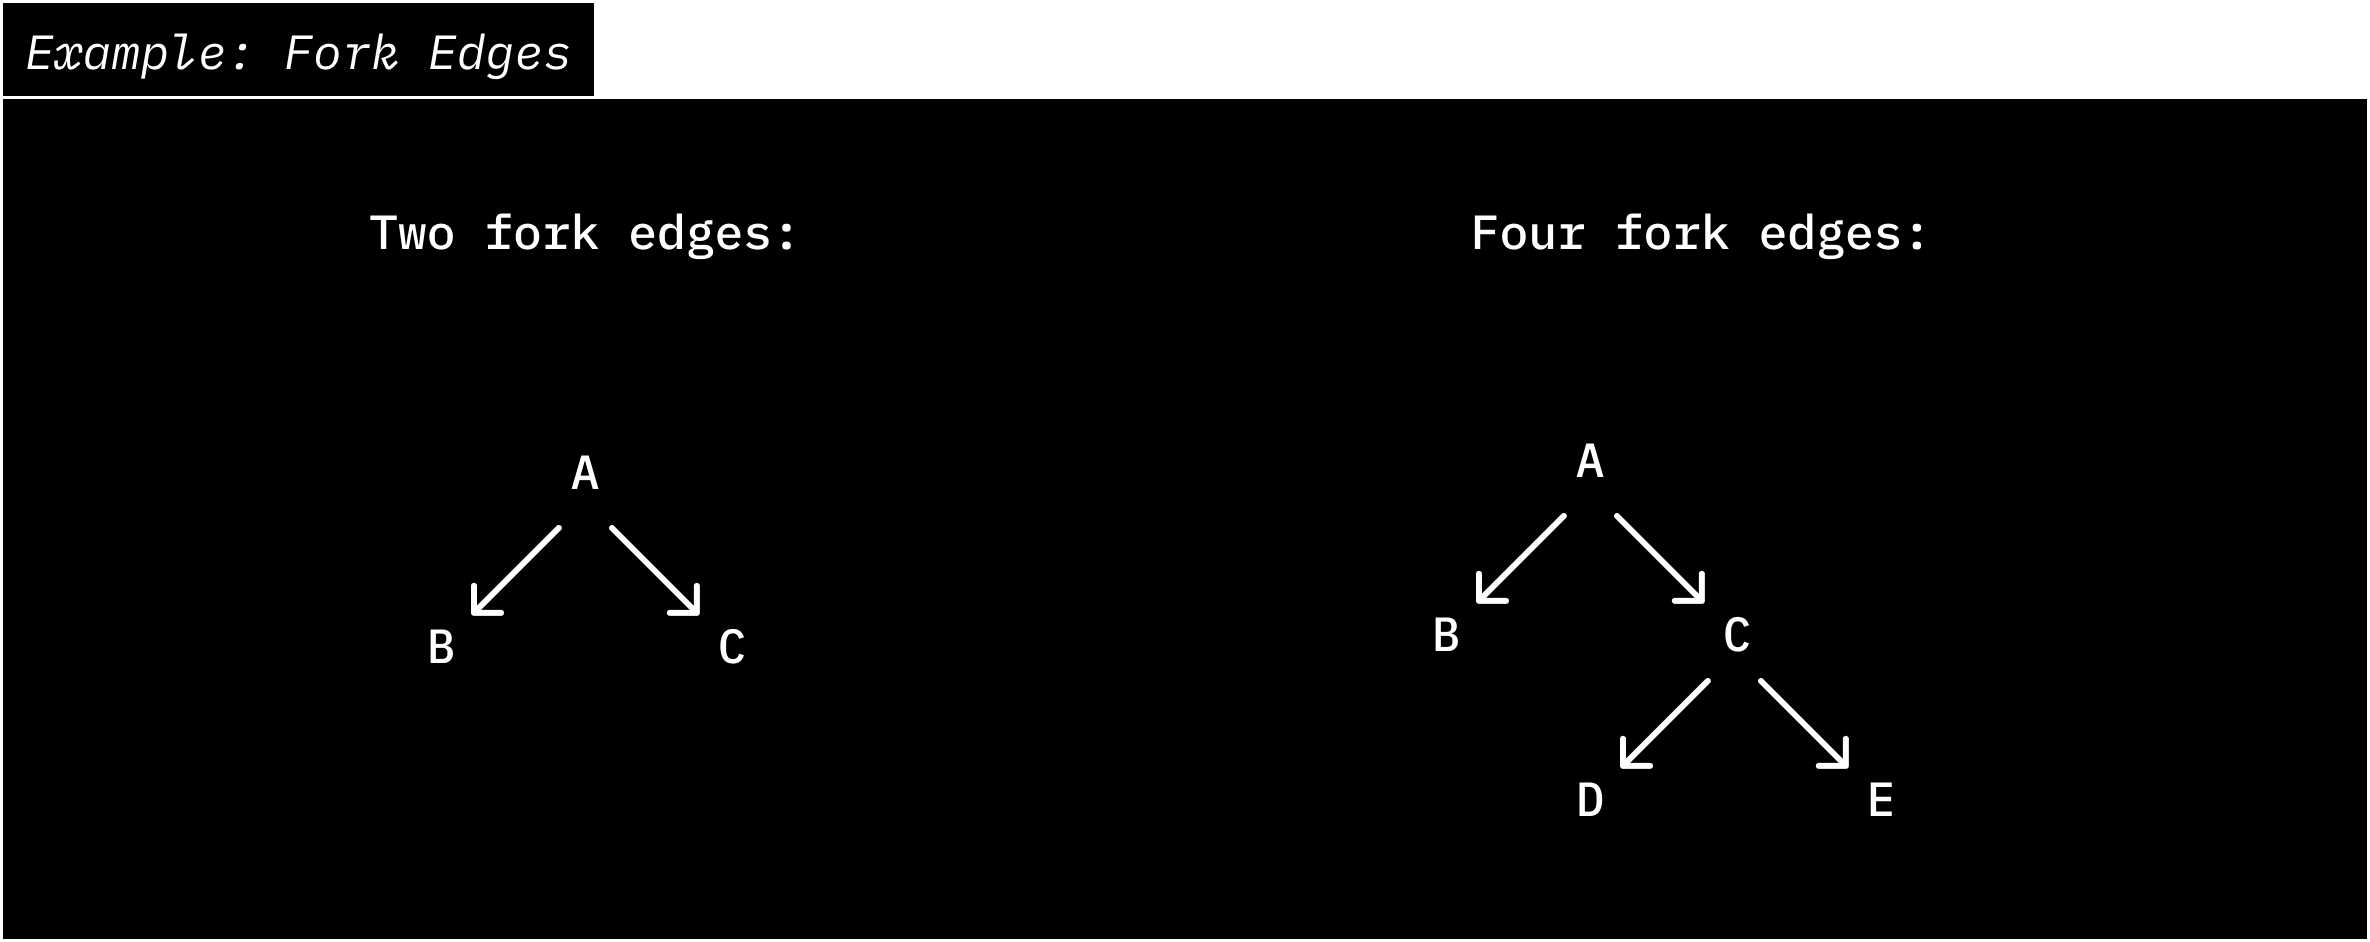 Example: Fork Edges
Two fork edges:
A
B C
Four fork edges:
A
B C
D E